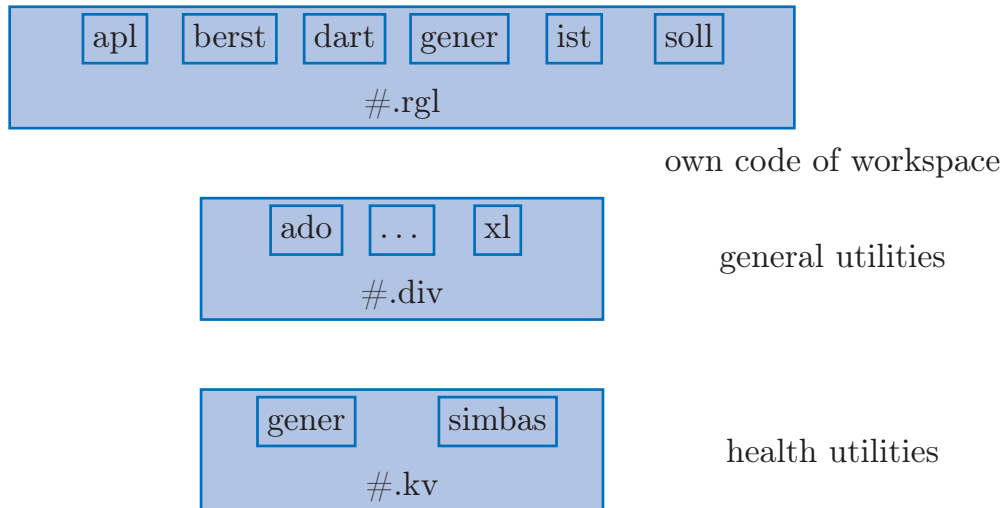 apl berst dart gener ist soll
#.rgl
own code of workspace
ado ... xl
general utilities
#.div
gener simbas
health utilities
#.kv